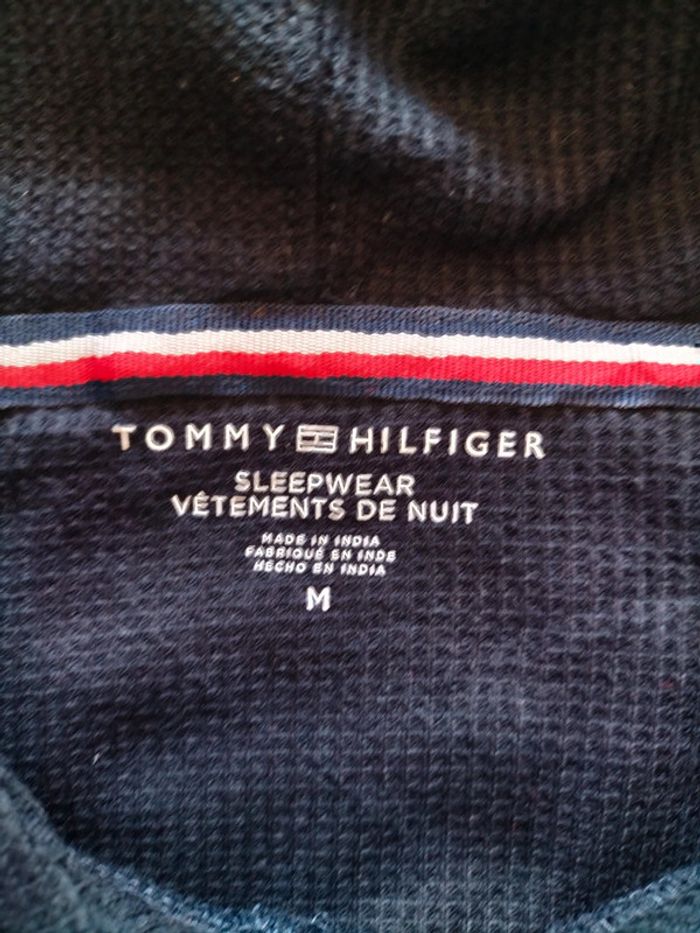 TOMMY HILFIGER
SLEEPWEAR
VÊTEMENTS DE NUIT
MADE IN INDIA
FABRIQUÉ EN INDE
HECHO EN INDIA
M